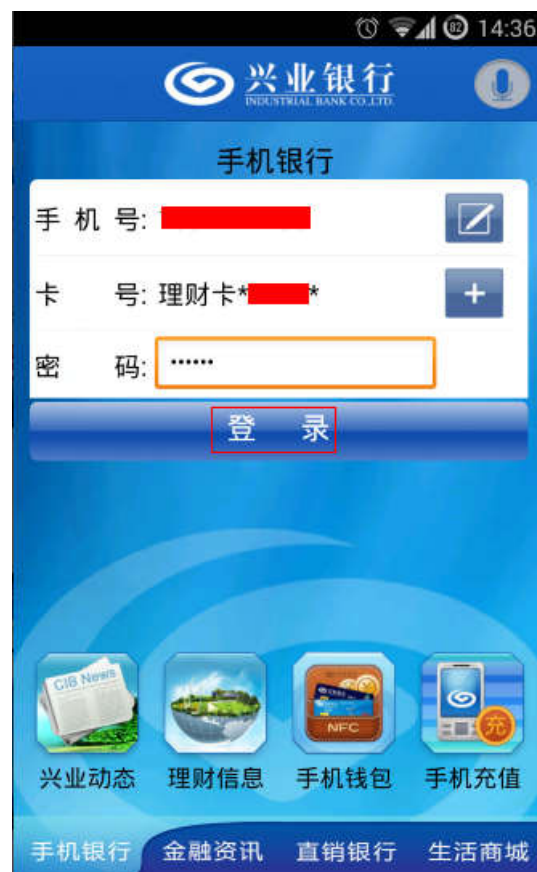 82 14:36
兴业银行
INDUSTRIAL BANK CO.,LTD.
手机银行
手 机 号:
卡 号: 理财卡* *
密 码: ••••••
登 录
CIB News
NFC
充
兴业动态 理财信息 手机钱包 手机充值
手机银行 金融资讯 直销银行 生活商城